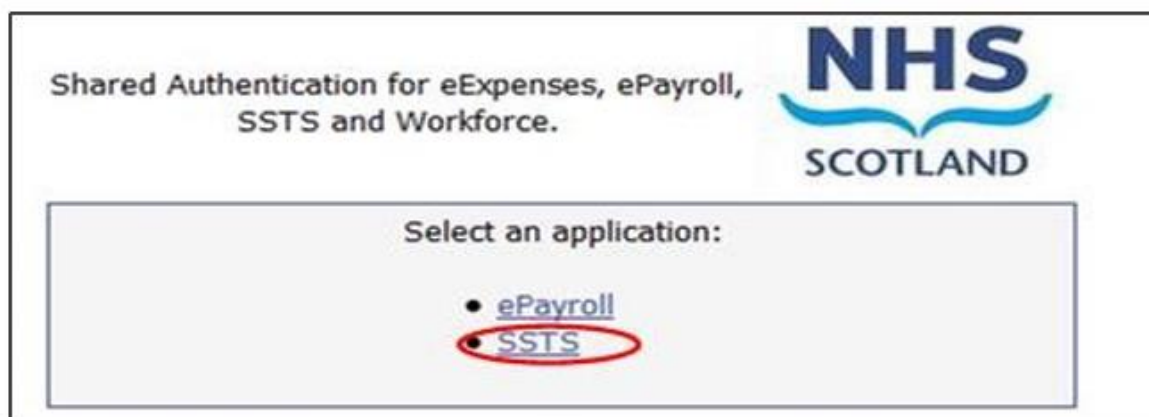 Shared Authentication for eExpenses, ePayroll,
SSTS and Workforce.
NHS
SCOTLAND
Select an application:
• ePayroll
• SSTS